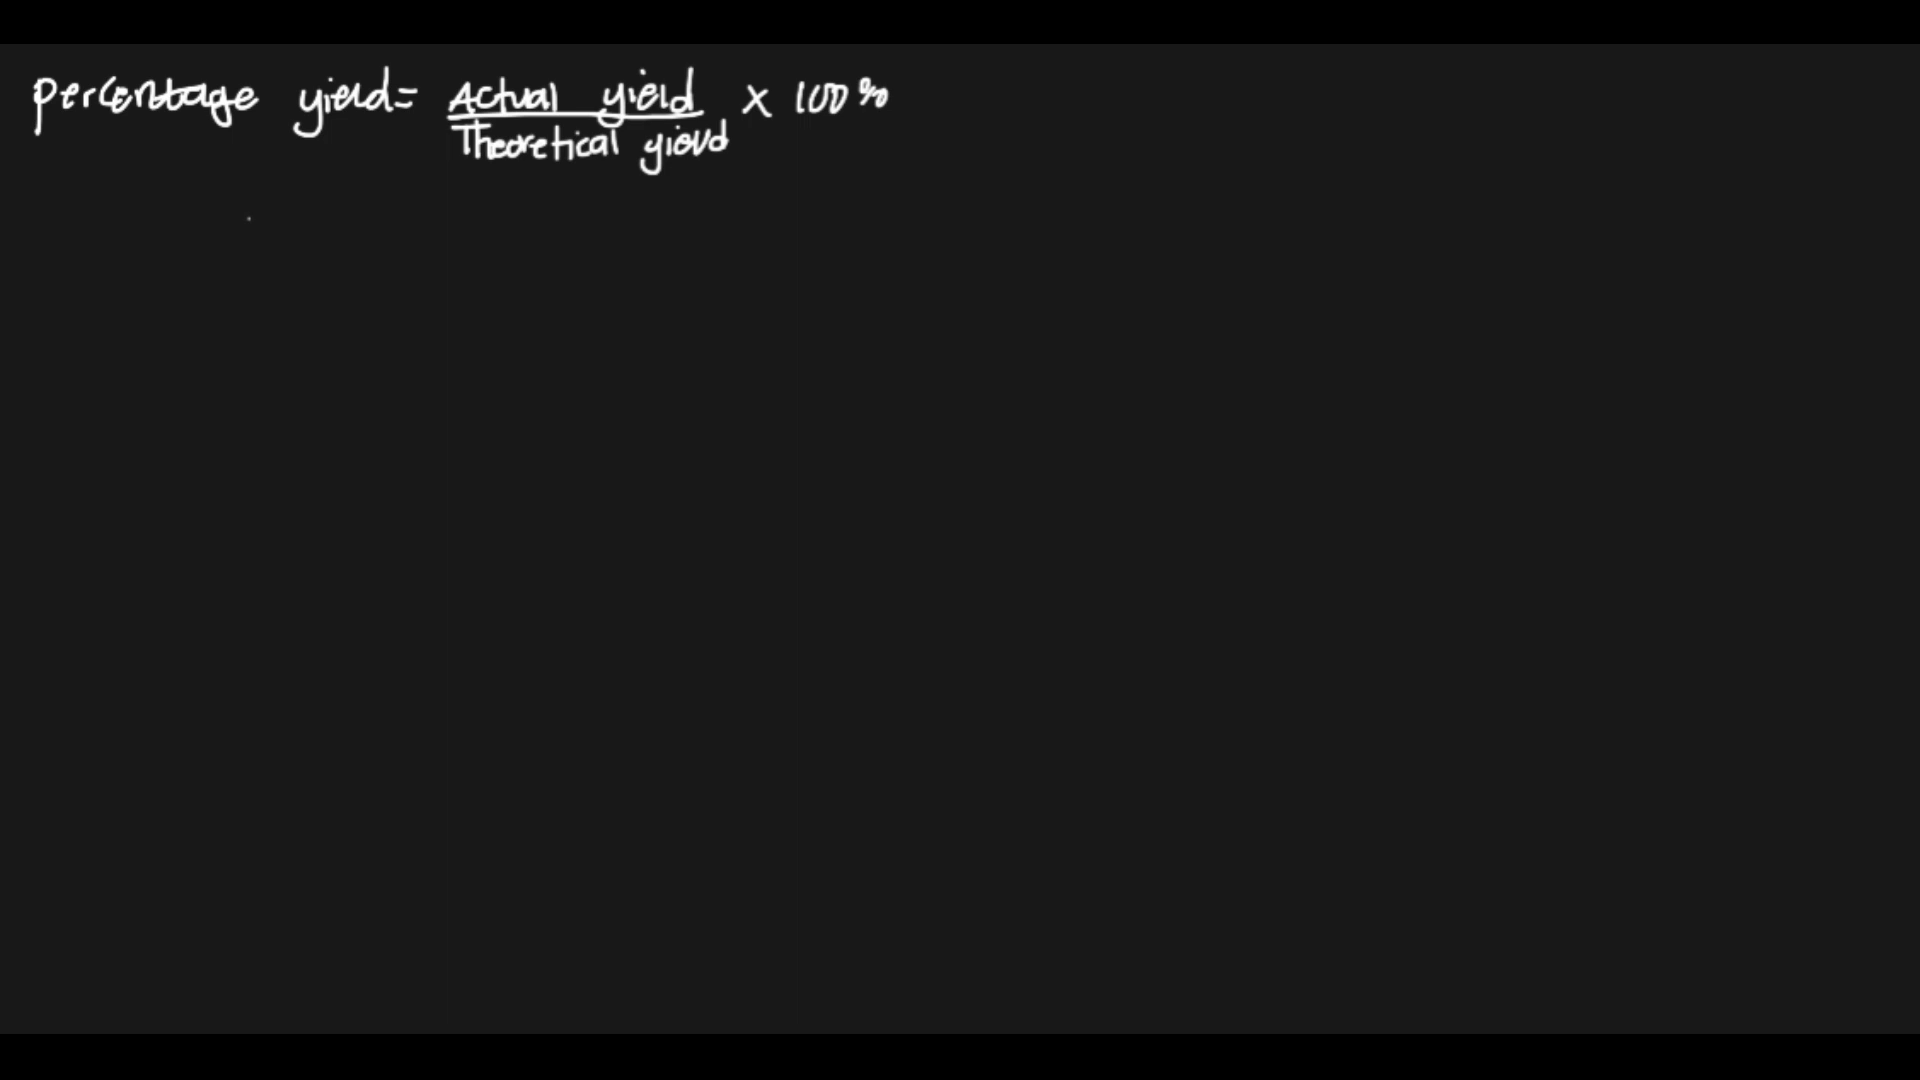 percentage yield = Actual yield / Theoretical yield x 100%